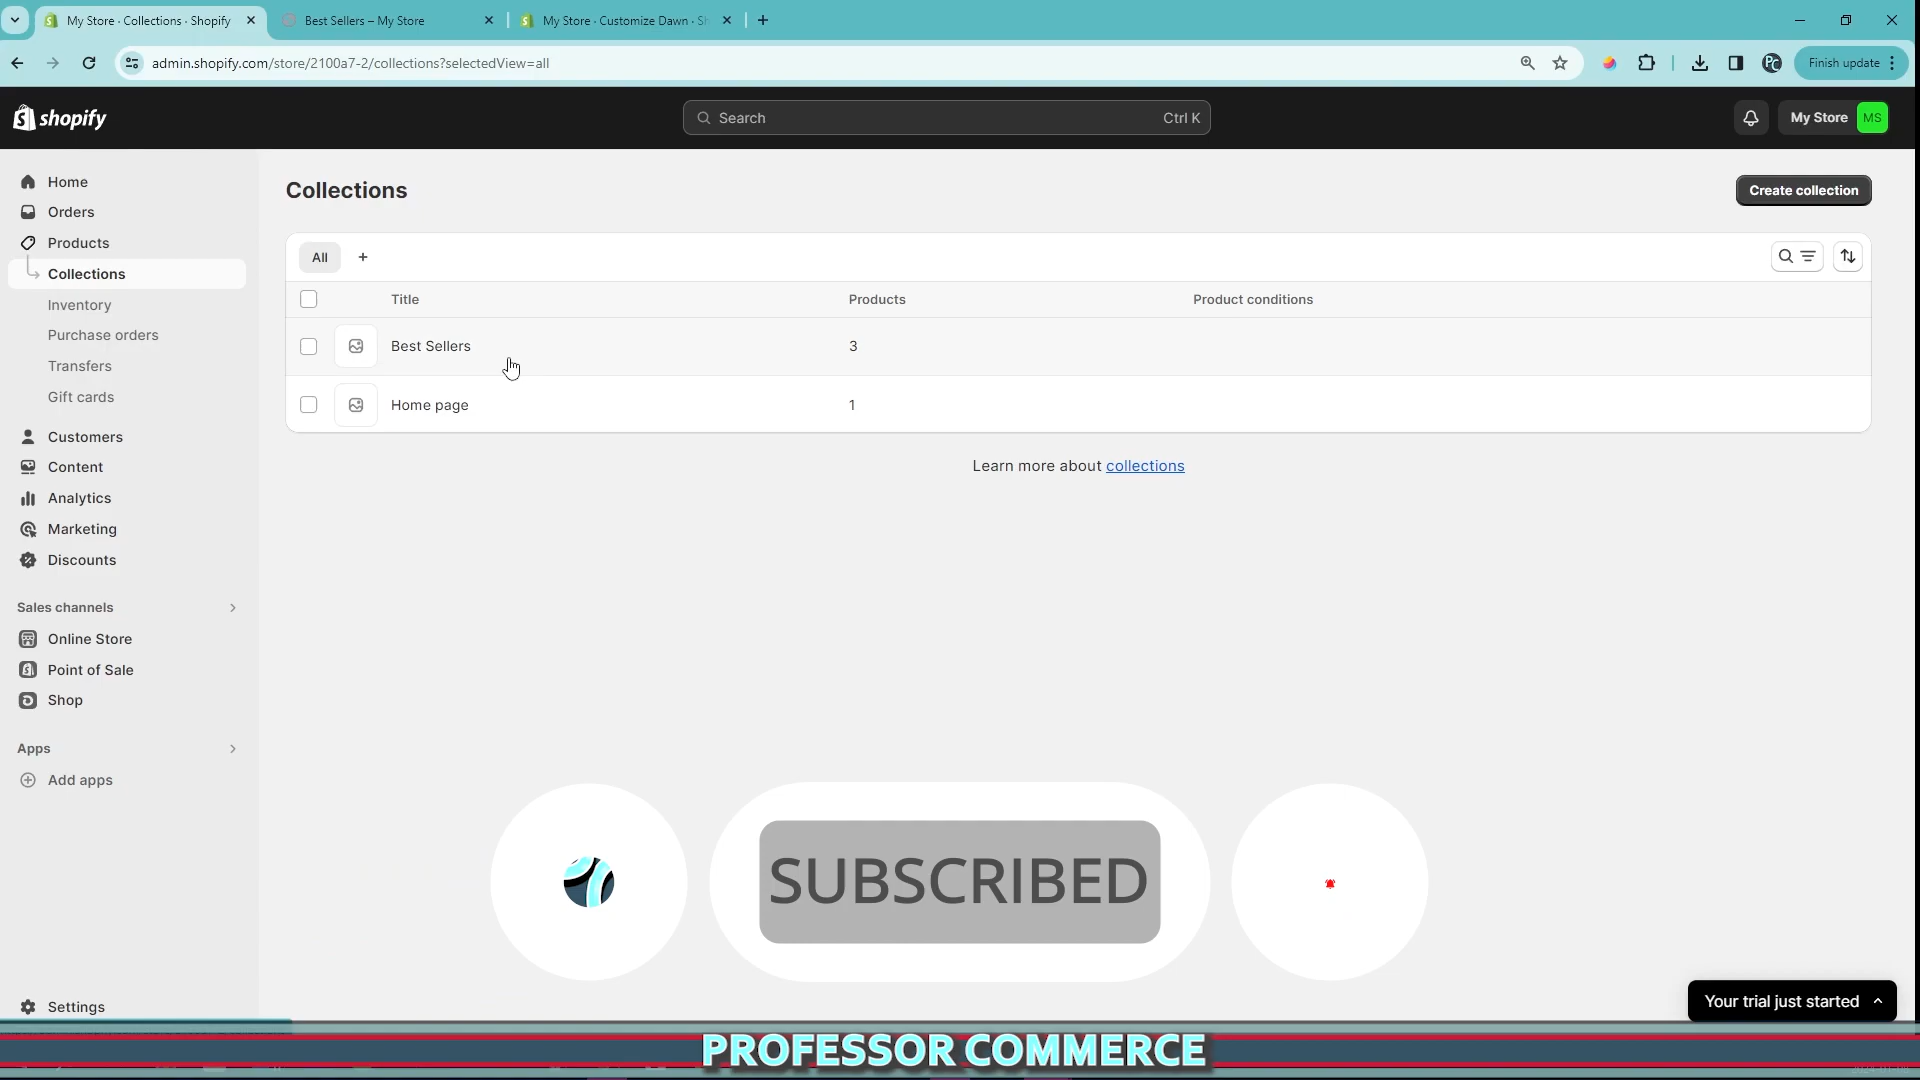 My Store · Collections · Shopify
Best Sellers – My Store
My Store · Customize Dawn · Sh
admin.shopify.com/store/2100a7-2/collections?selectedView=all
Finish update
shopify
Search
Ctrl K
My Store
MS
Home
Orders
Products
Collections
Inventory
Purchase orders
Transfers
Gift cards
Customers
Content
Analytics
Marketing
Discounts
Sales channels
Online Store
Point of Sale
Shop
Apps
Add apps
Settings
Collections
Create collection
All
+
Title
Products
Product conditions
Best Sellers
3
Home page
1
Learn more about collections
SUBSCRIBED
Your trial just started
PROFESSOR COMMERCE